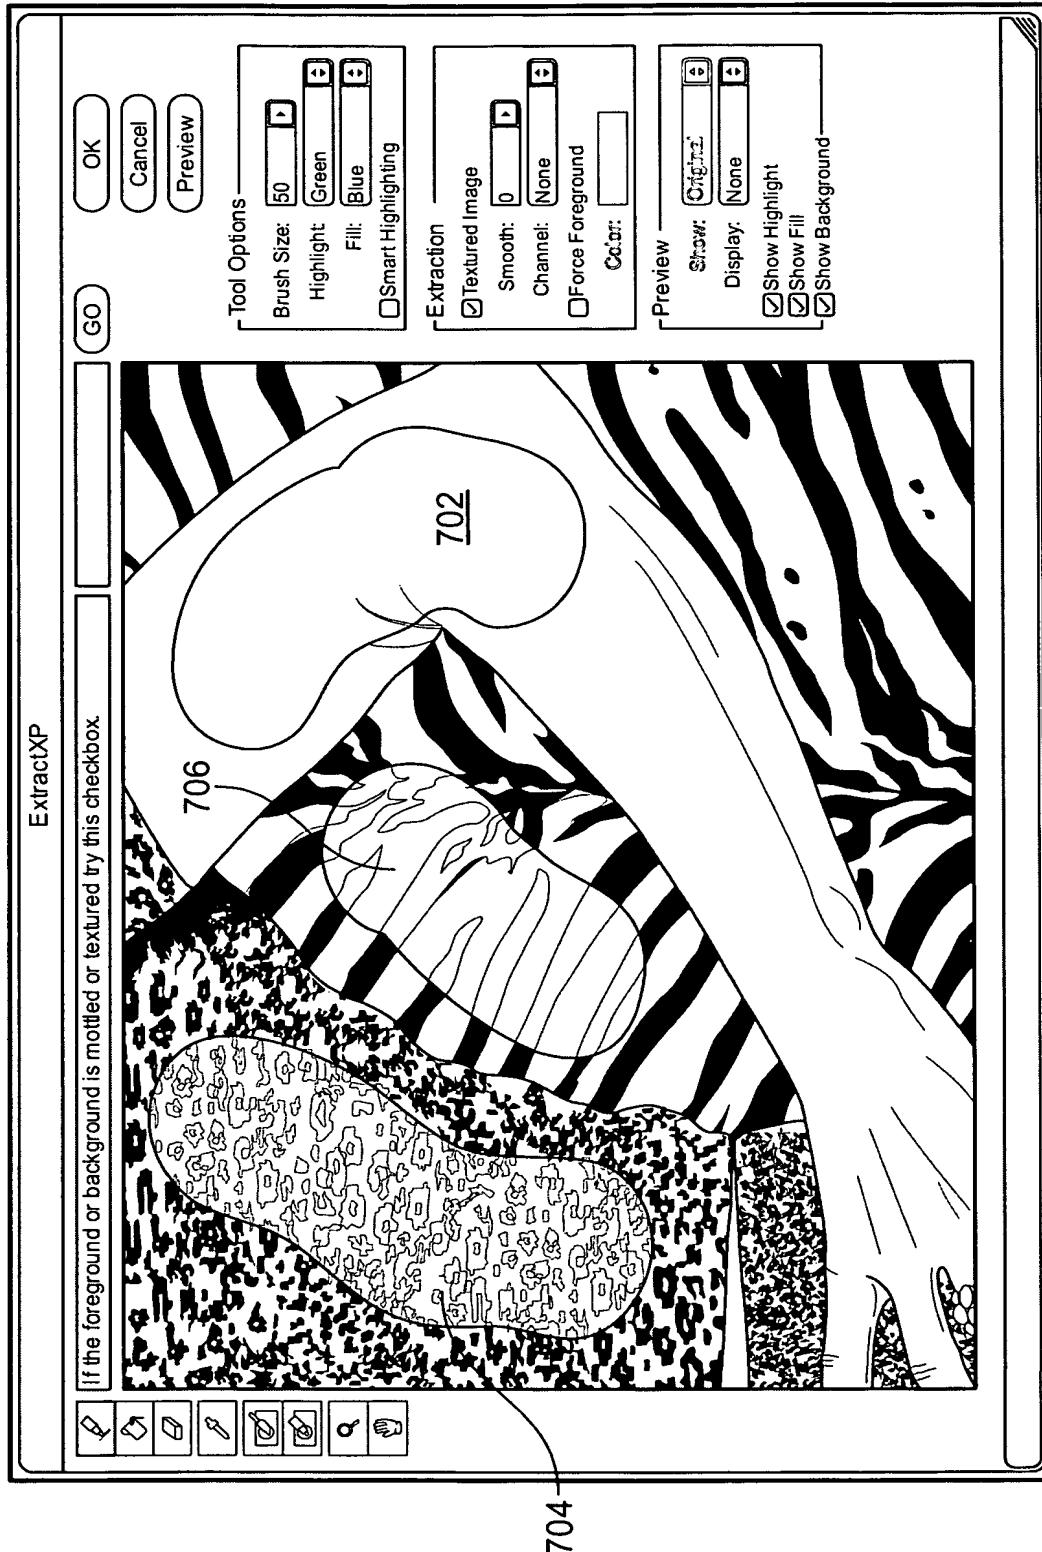 ExtractXP
If the foreground or background is mottled or textured try this checkbox.
GO
OK
Cancel
Preview
Tool Options
Brush Size: 50
Highlight: Green
Fill: Blue
Smart Highlighting
Extraction
Textured Image
Smooth: 0
Channel: None
Force Foreground
Color:
Preview
Show: Original
Display: None
Show Highlight
Show Fill
Show Background
702
706
704